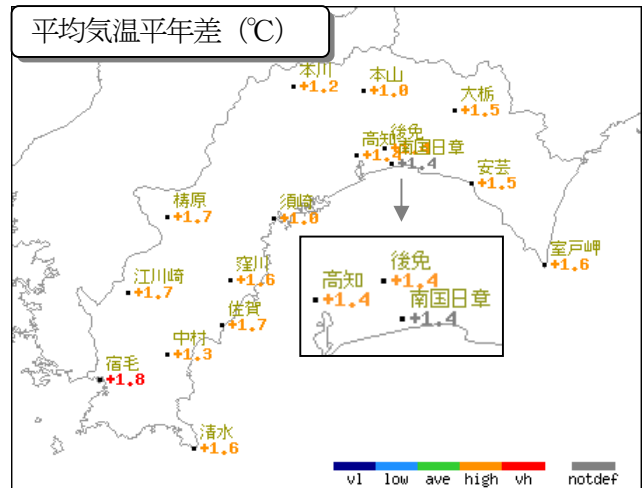 平均気温平年差（℃）
本川
+1.2
本山
+1.0
大栃
+1.5
後免
高知
+1.4
南国日章
+1.4
安芸
+1.5
梼原
+1.7
須崎
+1.0
室戸岬
+1.6
江川崎
+1.7
窪川
+1.6
佐賀
+1.7
中村
+1.3
宿毛
+1.8
清水
+1.6
後免
+1.4
高知
+1.4
南国日章
+1.4
vl low ave high vh notdef